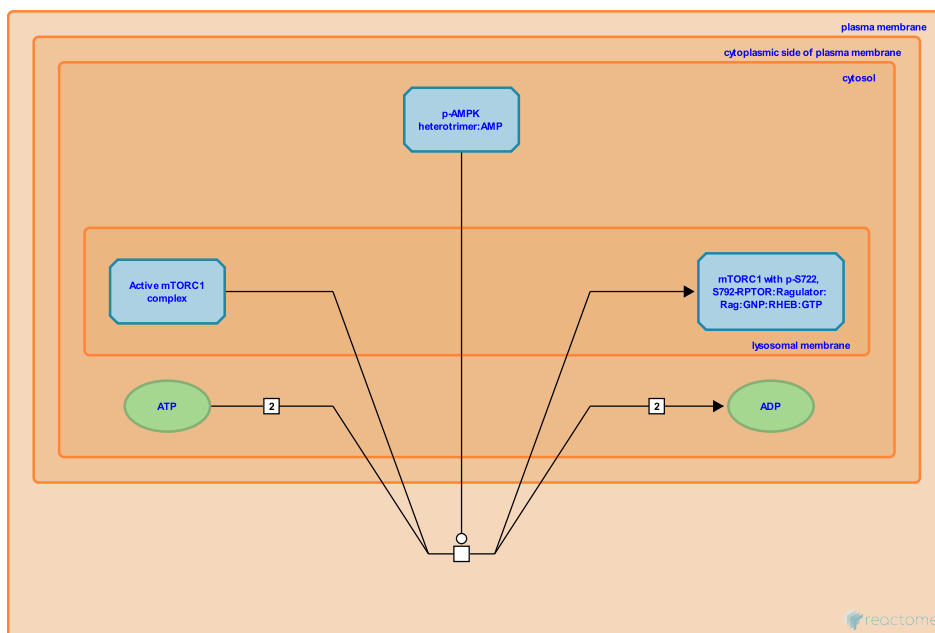 plasma membrane
cytoplasmic side of plasma membrane
cytosol
p-AMPK
heterotrimer:AMP
Active mTORC1
complex
mTORC1 with p-S722,
S792-RPTOR:Ragulator:
Rag:GNP:RHEB:GTP
lysosomal membrane
ATP
2
2
ADP
reactome